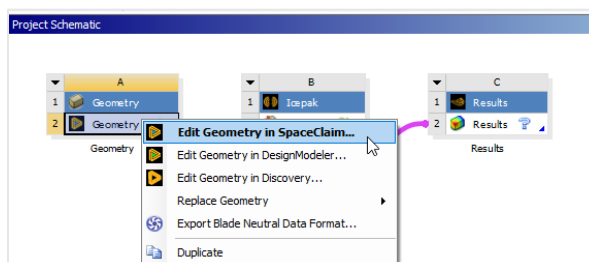 Project Schematic
A
1 Geometry
2 Geometry
Geometry
B
1 Icepak
C
1 Results
2 Results
Results
Edit Geometry in SpaceClaim...
Edit Geometry in DesignModeler...
Edit Geometry in Discovery...
Replace Geometry
Export Blade Neutral Data Format...
Duplicate